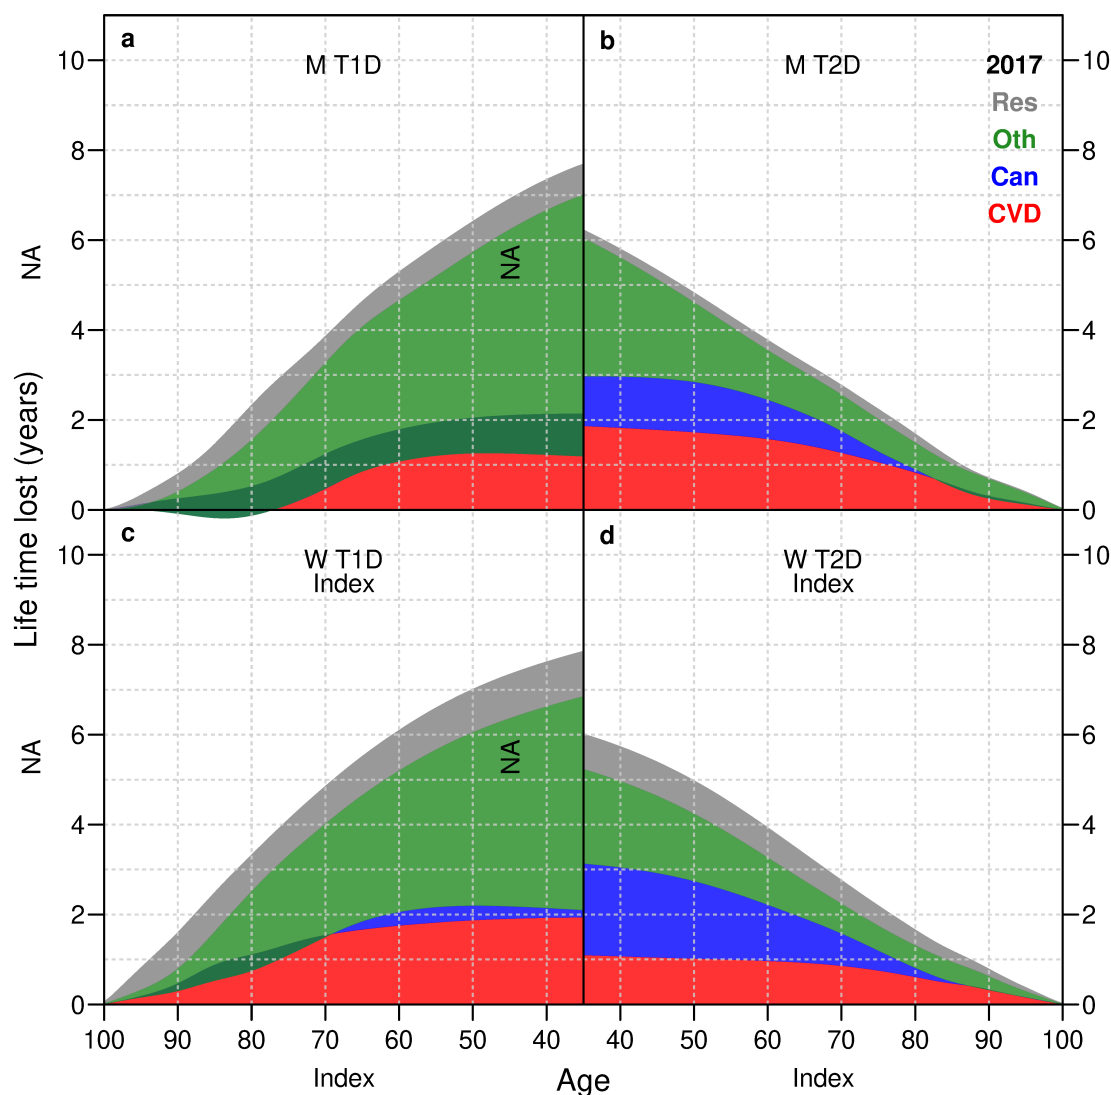 a
M T1D
b
M T2D
2017
Res
Oth
Can
CVD
10
8
6
4
2
0
10
8
6
4
2
0
NA
NA
Life time lost (years)
c
W T1D
Index
d
W T2D
Index
10
8
6
4
2
0
10
8
6
4
2
0
NA
NA
100 90 80 70 60 50 40 40 50 60 70 80 90 100
Index Age Index